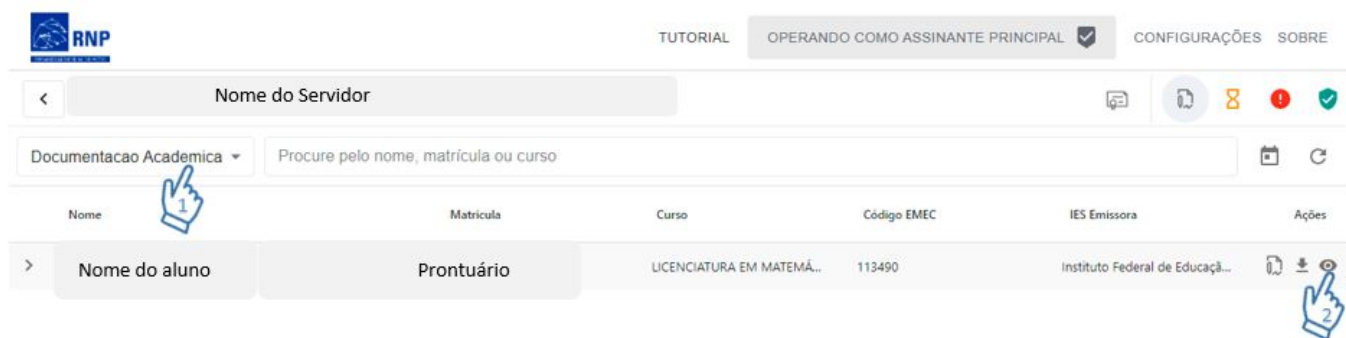 RNP
TUTORIAL OPERANDO COMO ASSINANTE PRINCIPAL CONFIGURAÇÕES SOBRE
Nome do Servidor
Documentacao Academica Procure pelo nome, matrícula ou curso
1
Nome Matricula Curso Código EMEC IES Emissora Ações
Nome do aluno Prontuário LICENCIATURA EM MATEMÁ... 113490 Instituto Federal de Educaçã...
2